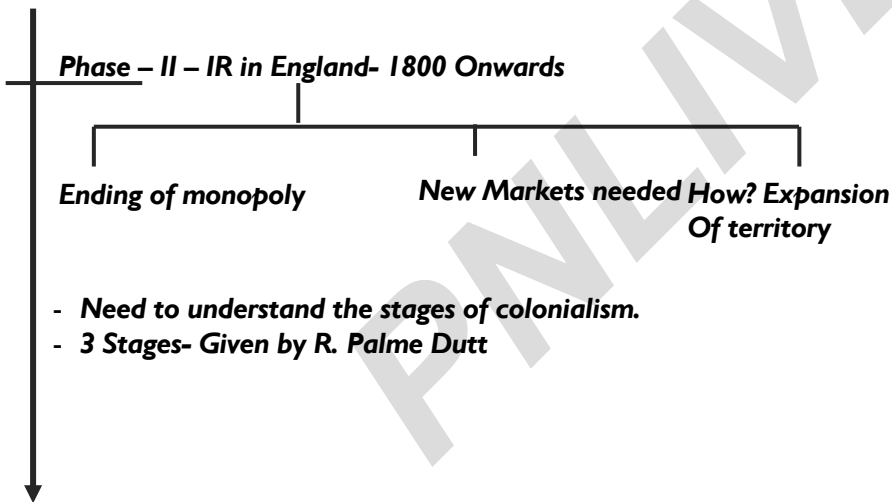 Phase – II – IR in England- 1800 Onwards
Ending of monopoly
New Markets needed
How? Expansion
Of territory
- Need to understand the stages of colonialism.
- 3 Stages- Given by R. Palme Dutt
PNLIVE